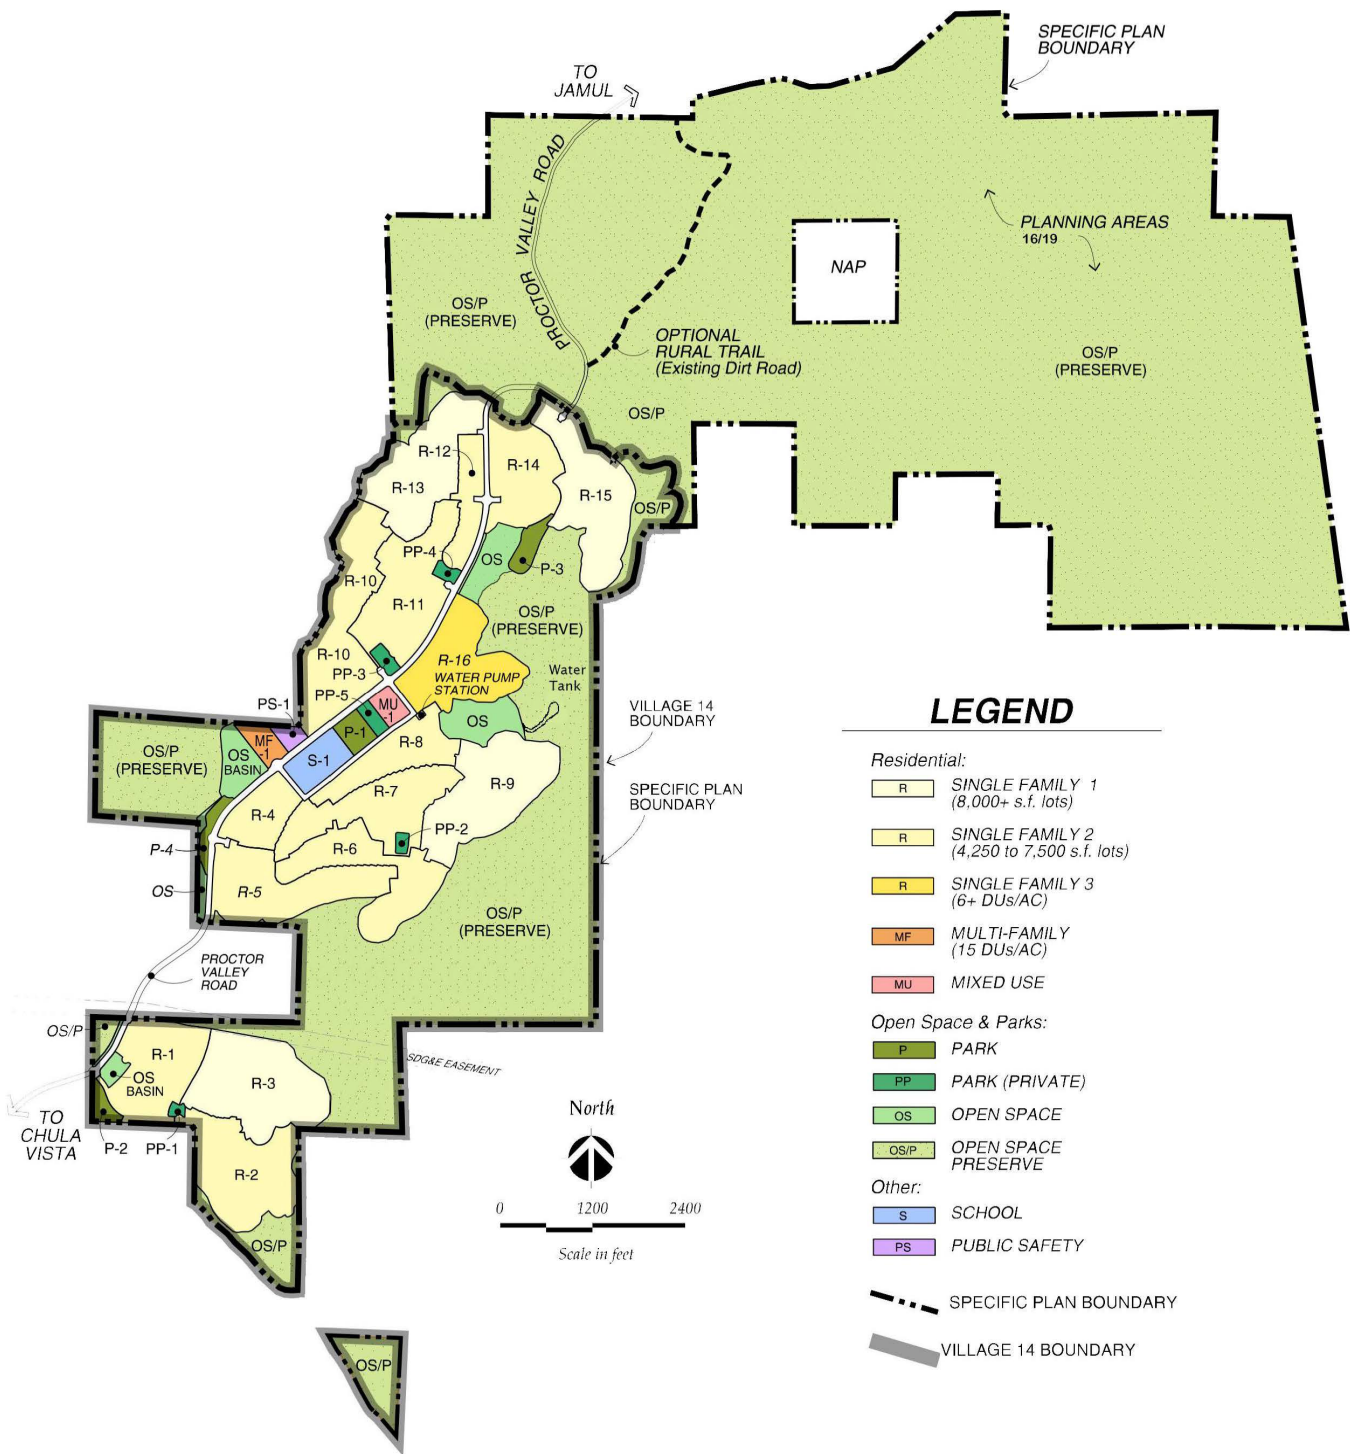 SPECIFIC PLAN
BOUNDARY
TO
JAMUL
PROCTOR VALLEY ROAD
PLANNING AREAS
16/19
NAP
OS/P
(PRESERVE)
OPTIONAL
RURAL TRAIL
(Existing Dirt Road)
OS/P
(PRESERVE)
OS/P
R-12
R-14
R-13
R-15
OS/P
PP-4
OS
P-3
R-10
R-11
OS/P
(PRESERVE)
R-10
PP-3
R-16
WATER PUMP
STATION
Water
Tank
PP-5
MU
-1
PS-1
P-1
OS
R-8
MF
-1
S-1
OS
BASIN
OS/P
(PRESERVE)
R-9
R-7
R-4
PP-2
R-6
P-4
OS
R-5
OS/P
(PRESERVE)
VILLAGE 14
BOUNDARY
SPECIFIC PLAN
BOUNDARY
PROCTOR
VALLEY
ROAD
OS/P
R-1
SDG&E EASEMENT
OS
BASIN
R-3
TO
CHULA
VISTA
P-2
PP-1
R-2
OS/P
OS/P
North
0 1200 2400
Scale in feet
LEGEND
Residential:
R SINGLE FAMILY 1
(8,000+ s.f. lots)
R SINGLE FAMILY 2
(4,250 to 7,500 s.f. lots)
R SINGLE FAMILY 3
(6+ DUs/AC)
MF MULTI-FAMILY
(15 DUs/AC)
MU MIXED USE
Open Space & Parks:
P PARK
PP PARK (PRIVATE)
OS OPEN SPACE
OS/P OPEN SPACE
PRESERVE
Other:
S SCHOOL
PS PUBLIC SAFETY
SPECIFIC PLAN BOUNDARY
VILLAGE 14 BOUNDARY